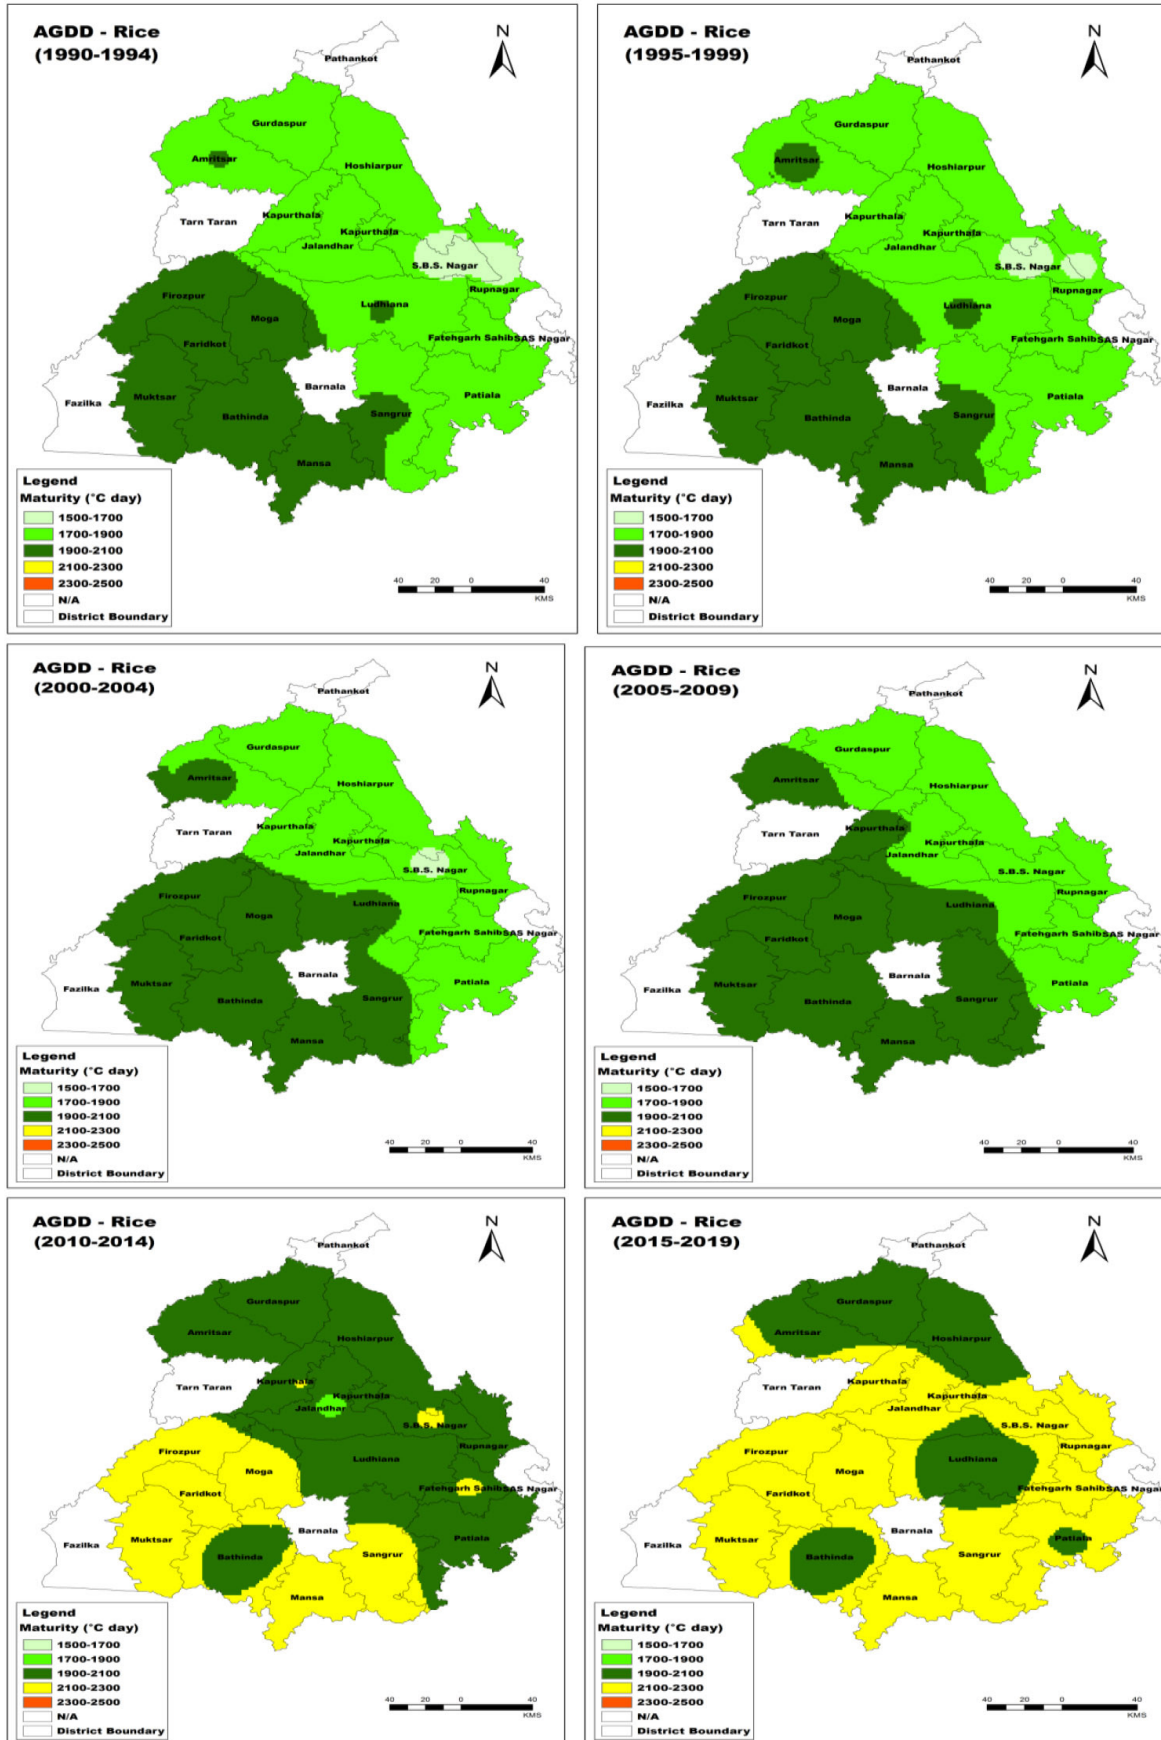 AGDD - Rice
(1990-1994)
N
Pathankot
Gurdaspur
Amritsar
Hoshiarpur
Tarn Taran
Kapurthala
Kapurthala
Jalandhar
S.B.S. Nagar
Rupnagar
Firozpur
Ludhiana
Moga
Fatehgarh Sahib
SAS Nagar
Faridkot
Barnala
Patiala
Fazilka
Muktsar
Bathinda
Sangrur
Mansa
Legend
Maturity (°C day)
1500-1700
1700-1900
1900-2100
2100-2300
2300-2500
N/A
District Boundary
40 20 0 40
KMS
AGDD - Rice
(1995-1999)
N
Pathankot
Gurdaspur
Amritsar
Hoshiarpur
Tarn Taran
Kapurthala
Kapurthala
Jalandhar
S.B.S. Nagar
Rupnagar
Firozpur
Ludhiana
Moga
Fatehgarh Sahib
SAS Nagar
Faridkot
Barnala
Patiala
Fazilka
Muktsar
Bathinda
Sangrur
Mansa
Legend
Maturity (°C day)
1500-1700
1700-1900
1900-2100
2100-2300
2300-2500
N/A
District Boundary
40 20 0 40
KMS
AGDD - Rice
(2000-2004)
N
Pathankot
Gurdaspur
Amritsar
Hoshiarpur
Tarn Taran
Kapurthala
Kapurthala
Jalandhar
S.B.S. Nagar
Rupnagar
Firozpur
Ludhiana
Moga
Fatehgarh Sahib
SAS Nagar
Faridkot
Barnala
Patiala
Fazilka
Muktsar
Bathinda
Sangrur
Mansa
Legend
Maturity (°C day)
1500-1700
1700-1900
1900-2100
2100-2300
2300-2500
N/A
District Boundary
40 20 0 40
KMS
AGDD - Rice
(2005-2009)
N
Pathankot
Gurdaspur
Amritsar
Hoshiarpur
Tarn Taran
Kapurthala
Kapurthala
Jalandhar
S.B.S. Nagar
Rupnagar
Firozpur
Ludhiana
Moga
Fatehgarh Sahib
SAS Nagar
Faridkot
Barnala
Patiala
Fazilka
Muktsar
Bathinda
Sangrur
Mansa
Legend
Maturity (°C day)
1500-1700
1700-1900
1900-2100
2100-2300
2300-2500
N/A
District Boundary
40 20 0 40
KMS
AGDD - Rice
(2010-2014)
N
Pathankot
Gurdaspur
Amritsar
Hoshiarpur
Tarn Taran
Kapurthala
Kapurthala
Jalandhar
S.B.S. Nagar
Rupnagar
Firozpur
Ludhiana
Moga
Fatehgarh Sahib
SAS Nagar
Faridkot
Barnala
Patiala
Fazilka
Muktsar
Bathinda
Sangrur
Mansa
Legend
Maturity (°C day)
1500-1700
1700-1900
1900-2100
2100-2300
2300-2500
N/A
District Boundary
40 20 0 40
KMS
AGDD - Rice
(2015-2019)
N
Pathankot
Gurdaspur
Amritsar
Hoshiarpur
Tarn Taran
Kapurthala
Kapurthala
Jalandhar
S.B.S. Nagar
Rupnagar
Firozpur
Ludhiana
Moga
Fatehgarh Sahib
SAS Nagar
Faridkot
Barnala
Patiala
Fazilka
Muktsar
Bathinda
Sangrur
Mansa
Legend
Maturity (°C day)
1500-1700
1700-1900
1900-2100
2100-2300
2300-2500
N/A
District Boundary
40 20 0 40
KMS